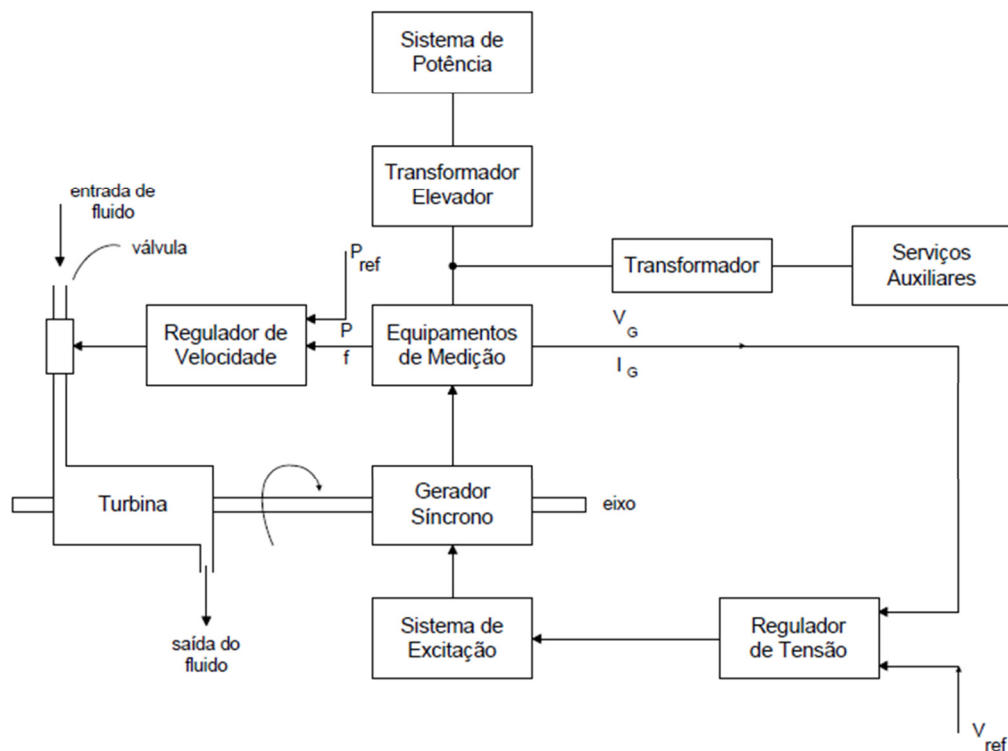 Sistema de
Potência
Transformador
Elevador
entrada de
fluido
válvula
P ref
Transformador
Serviços
Auxiliares
Regulador de
Velocidade
P
f
Equipamentos
de Medição
V G
I G
Turbina
Gerador
Síncrono
eixo
saída do
fluido
Sistema de
Excitação
Regulador
de Tensão
V ref